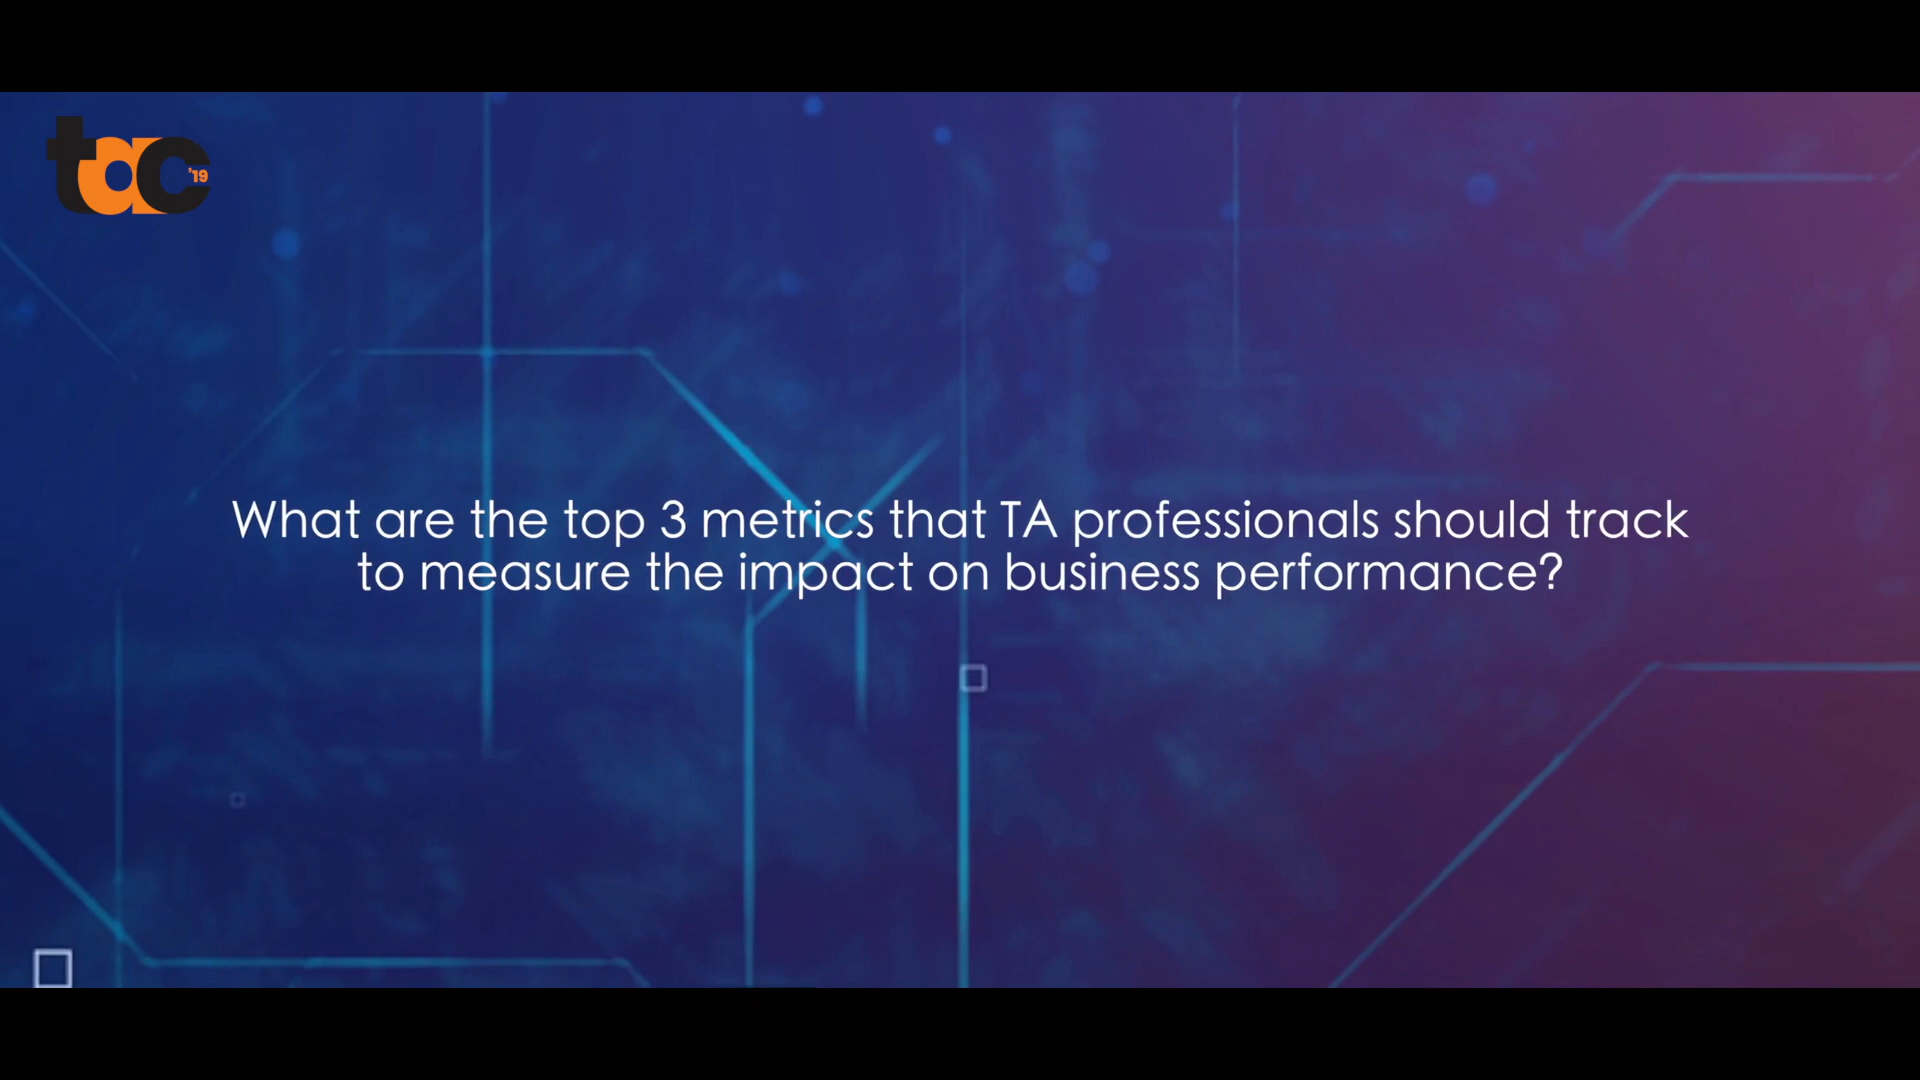 tac
'19
What are the top 3 metrics that TA professionals should track
to measure the impact on business performance?